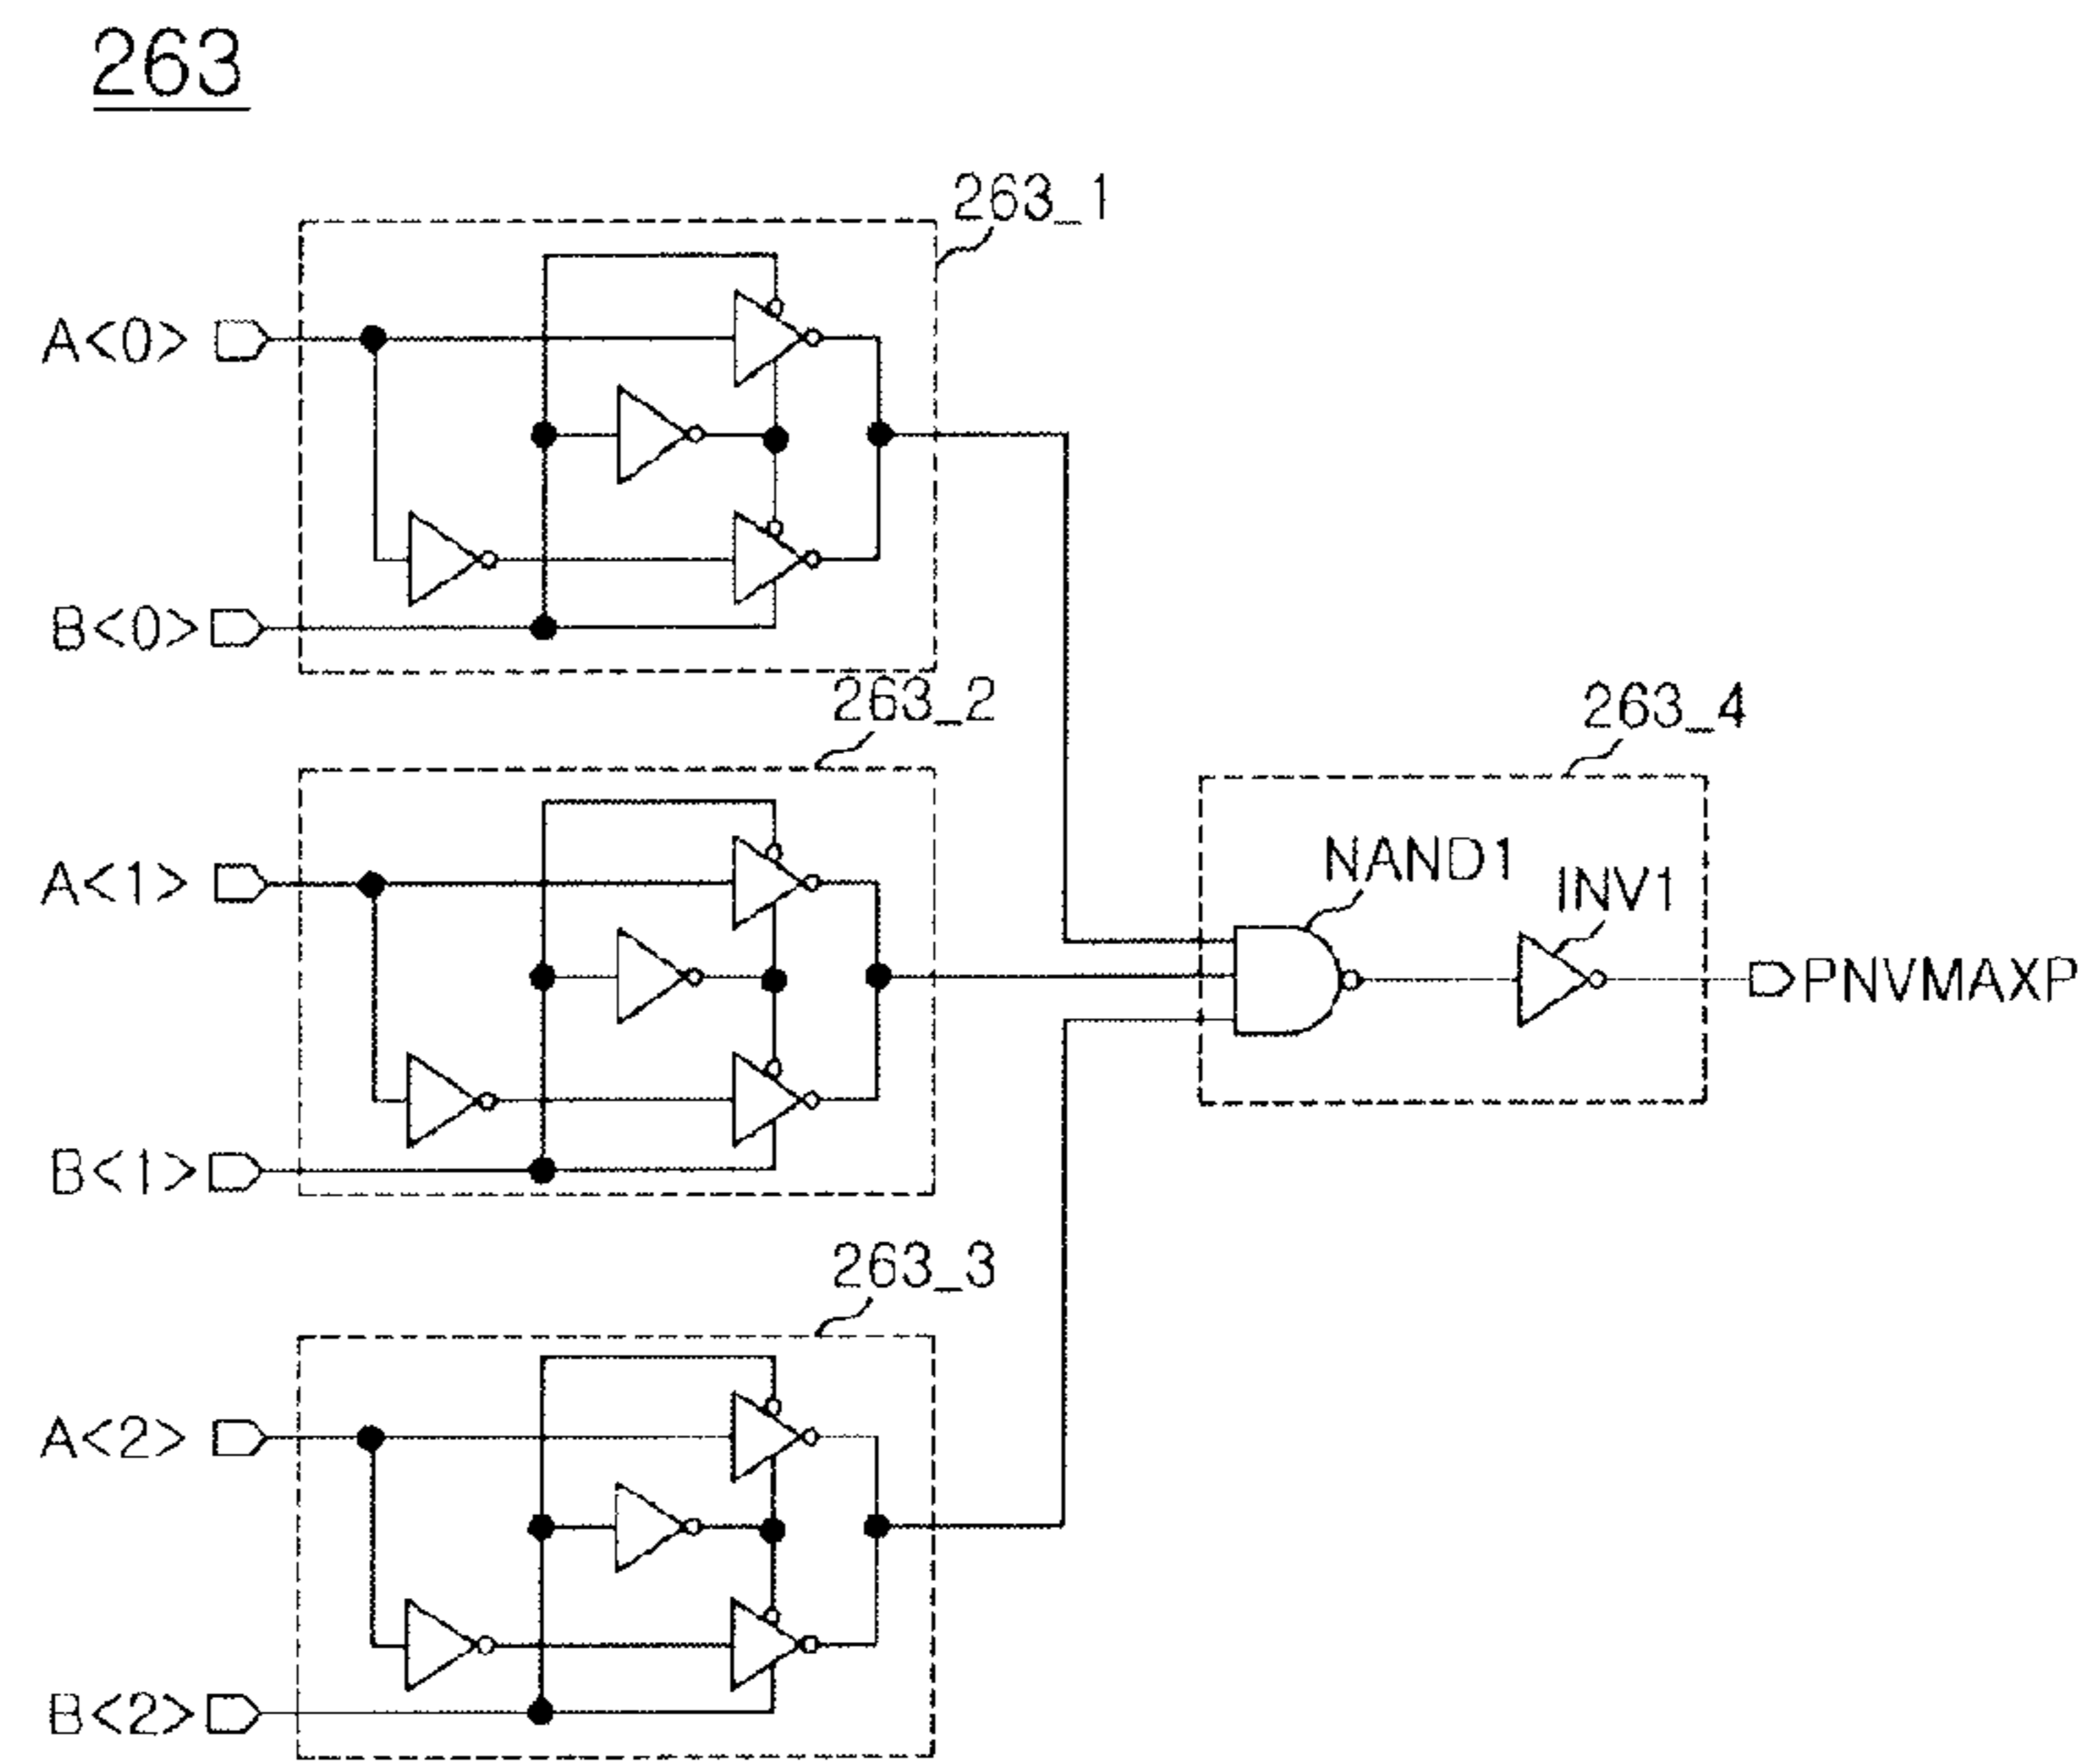 263
263_1
A<0>
B<0>
263_2
263_4
A<1>
NAND1
INV1
PNVMAXP
B<1>
263_3
A<2>
B<2>